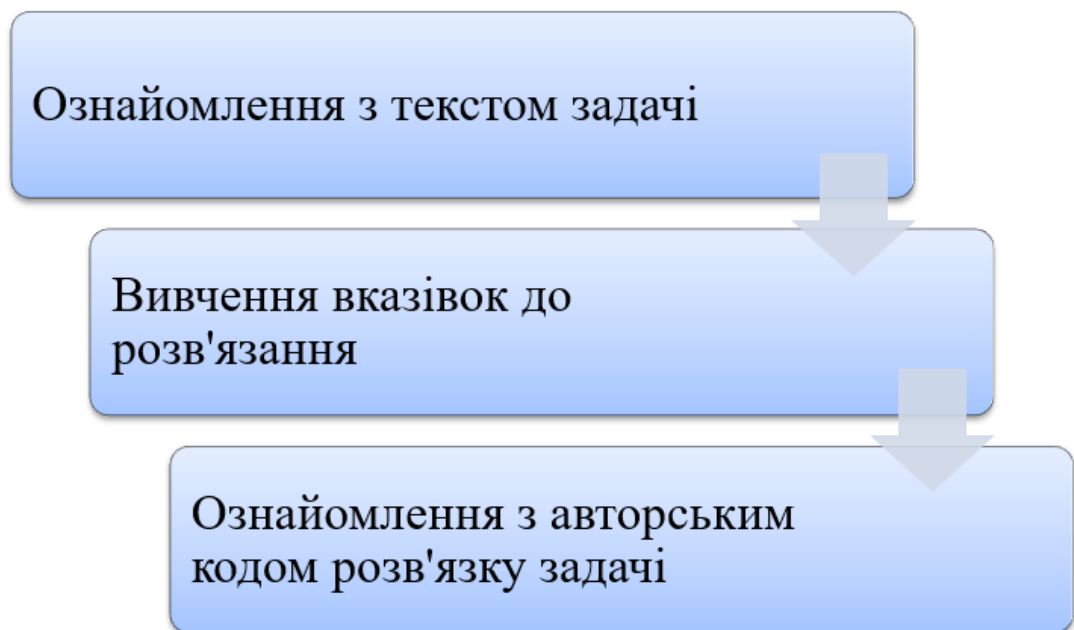 Ознайомлення з текстом задачі
Вивчення вказівок до
розв'язання
Ознайомлення з авторським
кодом розв'язку задачі